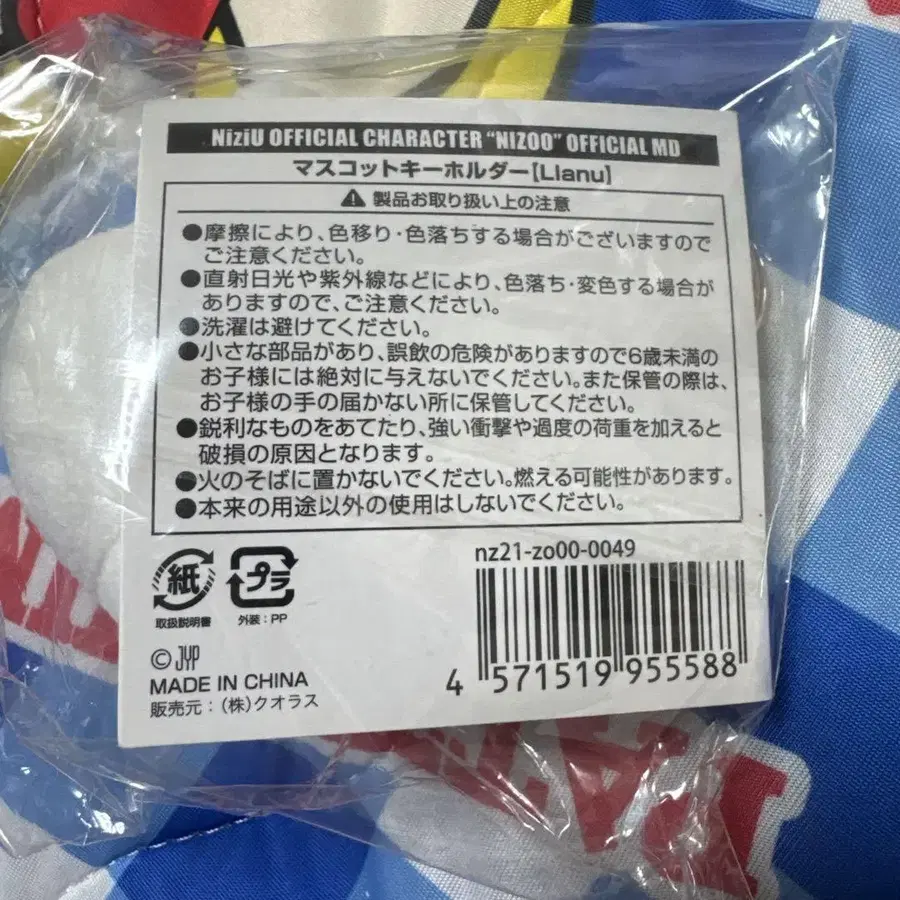 NiziU OFFICIAL CHARACTER "NIZOO" OFFICIAL MD
マスコットキーホルダー[LIanu]
製品お取り扱い上の注意
●摩擦により、色移り・色落ちする場合がございますので
ご注意ください。
●直射日光や紫外線などにより、色落ち・変色する場合が
ありますので、ご注意ください。
●洗濯は避けてください。
●小さな部品があり、誤飲の危険がありますので6歳未満の
お子様には絶対に与えないでください。また保管の際は、
お子様の手の届かない所に保管してください。
●鋭利なものをあてたり、強い衝撃や過度の荷重を加えると
破損の原因となります。
●火のそばに置かないでください。燃える可能性があります。
●本来の用途以外の使用はしないでください。
nz21-zo00-0049
紙 プラ
取扱説明書 外装：PP
© JYP
MADE IN CHINA
販売元：(株)クオラス
4 571519 955588